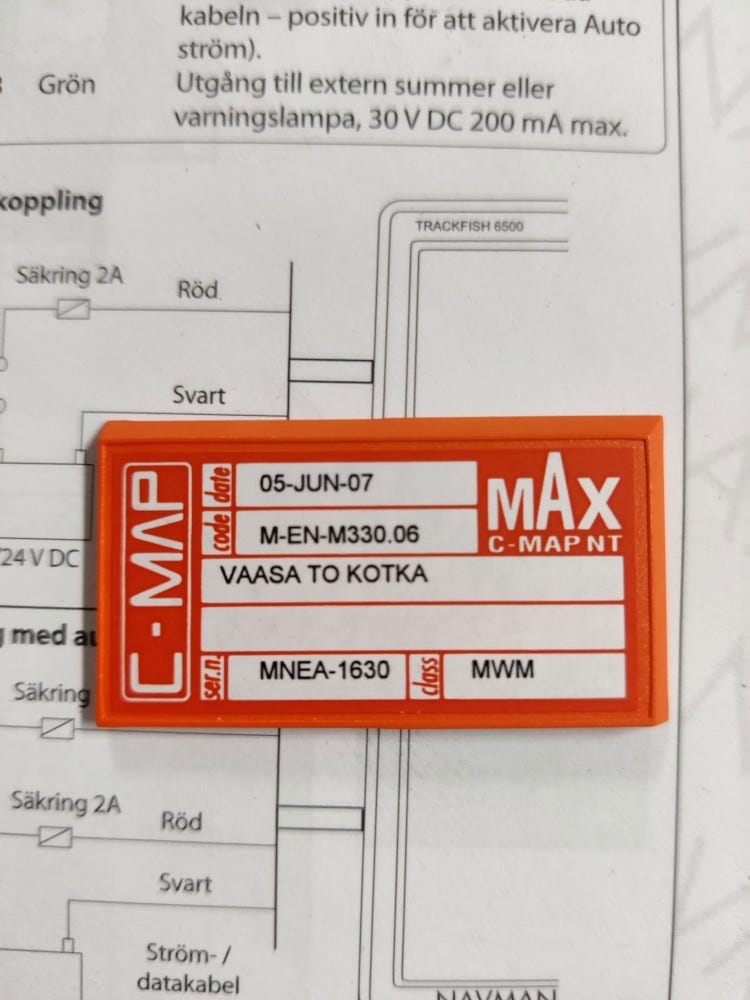 kabeln – positiv in för att aktivera Auto
ström).
Grön
Utgång till extern summer eller
varningslampa, 30 V DC 200 mA max.
koppling
TRACKFISH 6500
Säkring 2A
Röd
Svart
24 V DC
med
Säkring
C-MAP
date
05-JUN-07
code
M-EN-M330.06
MAX
C-MAP NT
VAASA TO KOTKA
ser.n.
MNEA-1630
class
MWM
Säkring 2A
Röd
Svart
Ström- /
datakabel
NAVMAN